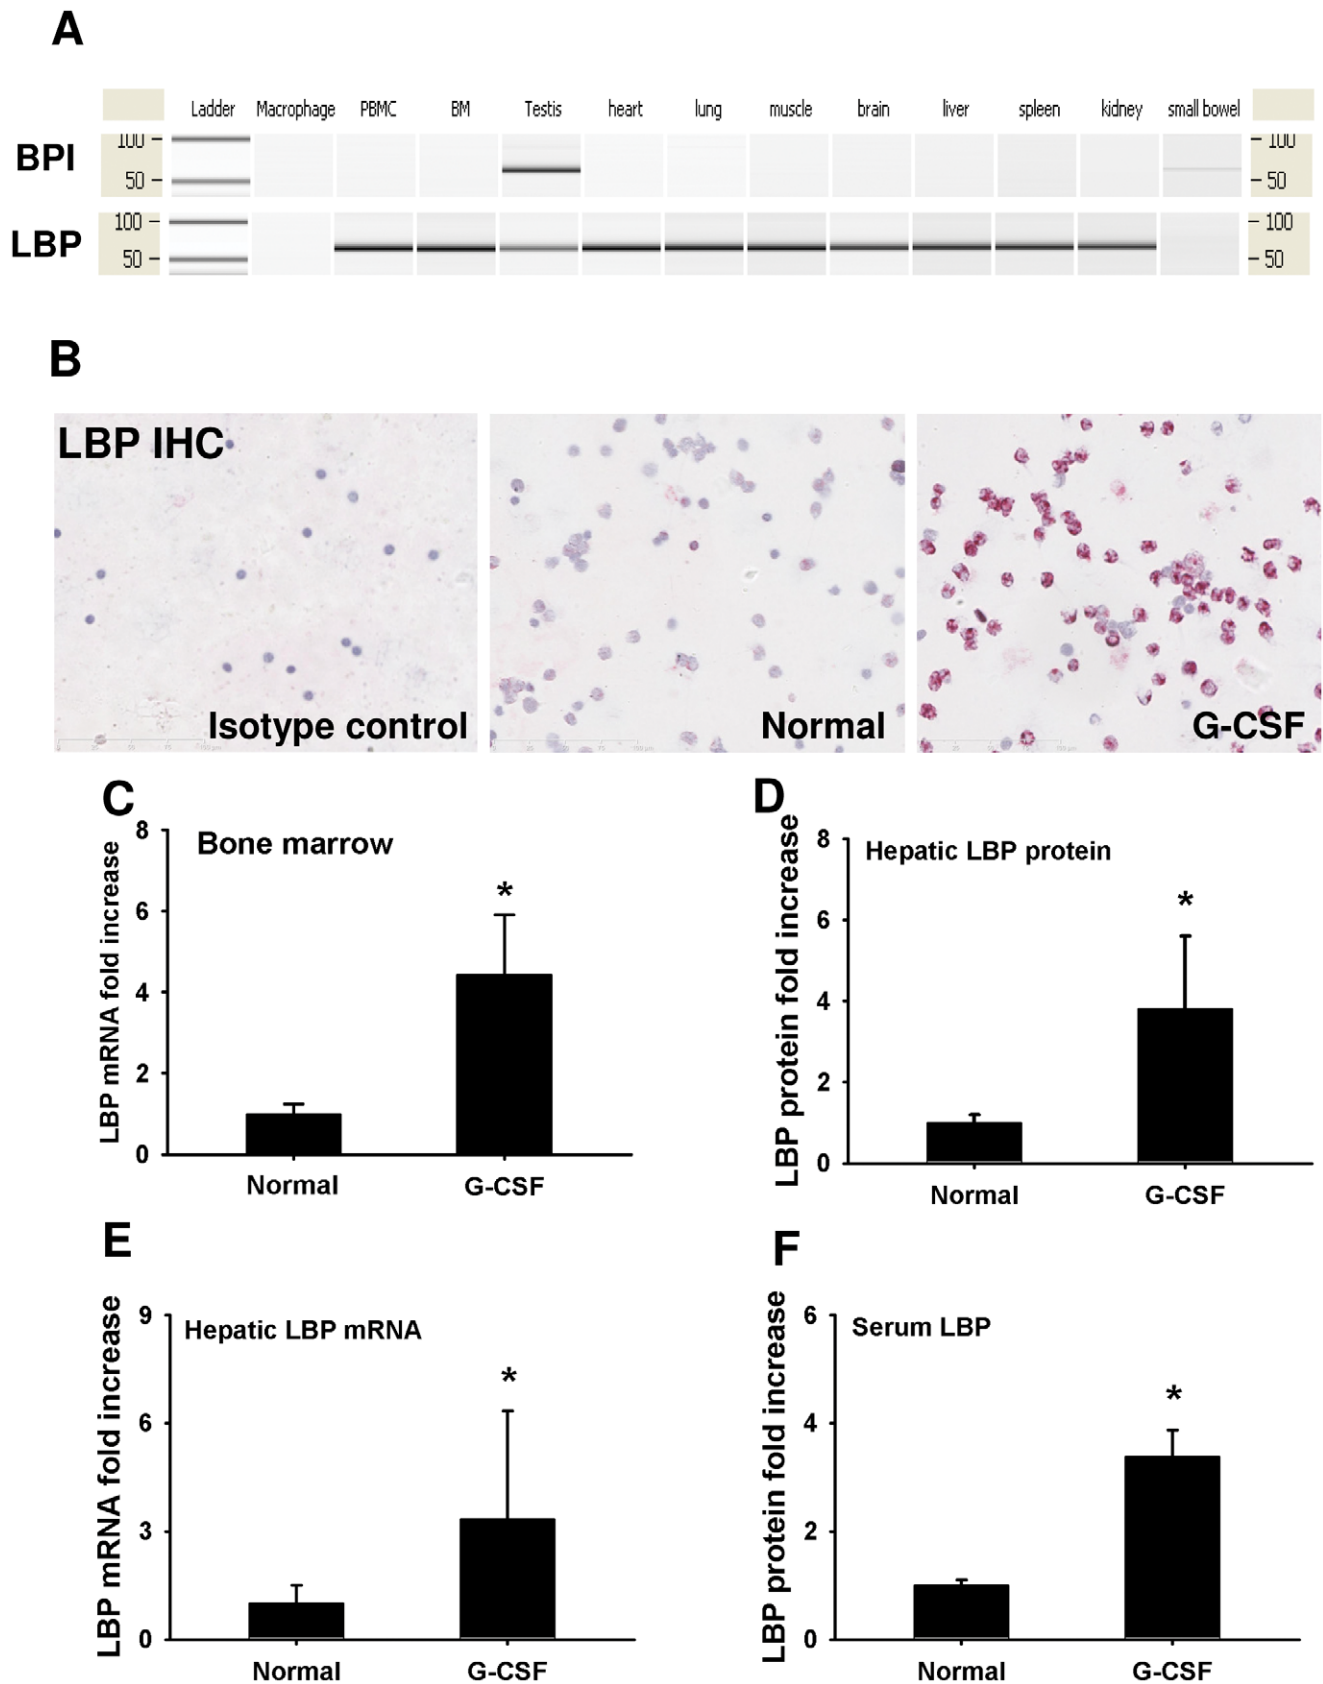 A
Ladder Macrophage PBMC BM Testis heart lung muscle brain liver spleen kidney small bowel
BPI
100
50
100
50
LBP
100
50
100
50
B
LBP IHC
Isotype control
Normal
G-CSF
C
Bone marrow
LBP mRNA fold increase
8
6
4
2
0
*
Normal G-CSF
D
Hepatic LBP protein
LBP protein fold increase
8
6
4
2
0
*
Normal G-CSF
E
Hepatic LBP mRNA
LBP mRNA fold increase
9
6
3
0
*
Normal G-CSF
F
Serum LBP
LBP protein fold increase
6
4
2
0
*
Normal G-CSF